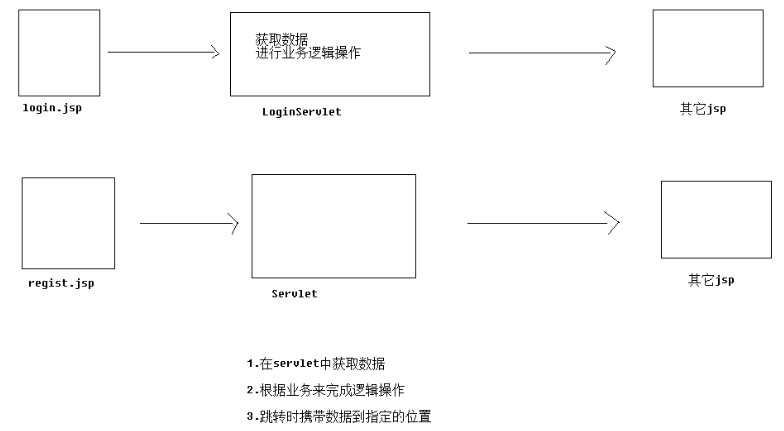 获取数据
进行业务逻辑操作
login.jsp
LoginServlet
其它jsp
regist.jsp
Servlet
其它jsp
1.在servlet中获取数据
2.根据业务来完成逻辑操作
3.跳转时携带数据到指定的位置